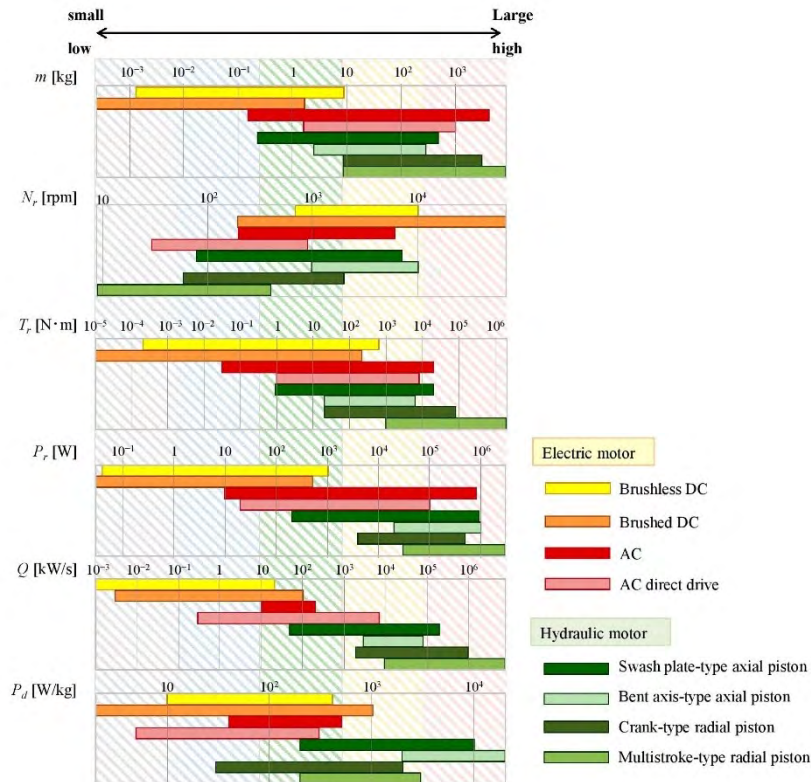 small Large
low high
m [kg] 10⁻³ 10⁻² 10⁻¹ 1 10 10² 10³
Nᵣ [rpm] 10 10² 10³ 10⁴
Tᵣ [N·m] 10⁻⁵ 10⁻⁴ 10⁻³ 10⁻² 10⁻¹ 1 10 10² 10³ 10⁴ 10⁵ 10⁶
Pᵣ [W] 10⁻¹ 1 10 10² 10³ 10⁴ 10⁵ 10⁶
Q [kW/s] 10⁻³ 10⁻² 10⁻¹ 1 10 10² 10³ 10⁴ 10⁵ 10⁶
P_d [W/kg] 10 10² 10³ 10⁴
Electric motor
Brushless DC
Brushed DC
AC
AC direct drive
Hydraulic motor
Swash plate-type axial piston
Bent axis-type axial piston
Crank-type radial piston
Multistroke-type radial piston